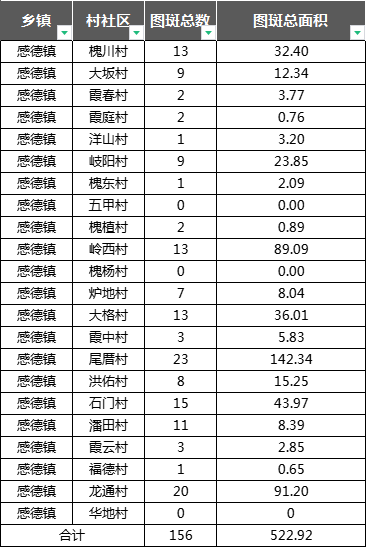 乡镇 村社区 图斑总数 图斑总面积
感德镇 槐川村 13 32.40
感德镇 大坂村 9 12.34
感德镇 霞春村 2 3.77
感德镇 霞庭村 2 0.76
感德镇 洋山村 1 3.20
感德镇 岐阳村 9 23.85
感德镇 槐东村 1 2.09
感德镇 五甲村 0 0.00
感德镇 槐植村 2 0.89
感德镇 岭西村 13 89.09
感德镇 槐杨村 0 0.00
感德镇 炉地村 7 8.04
感德镇 大格村 13 36.01
感德镇 霞中村 3 5.83
感德镇 尾厝村 23 142.34
感德镇 洪佑村 8 15.25
感德镇 石门村 15 43.97
感德镇 潘田村 11 8.39
感德镇 霞云村 3 2.85
感德镇 福德村 1 0.65
感德镇 龙通村 20 91.20
感德镇 华地村 0 0
合计 156 522.92